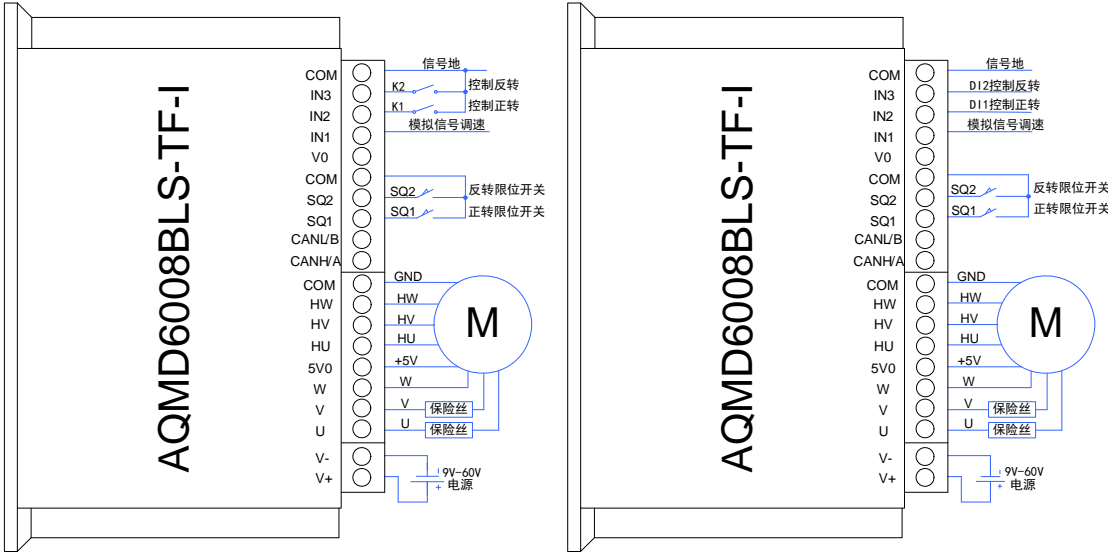 AQMD6008BLS-TF-I
COM 信号地
IN3 K2 控制反转
IN2 K1 控制正转
IN1 模拟信号调速
V0
COM
SQ2 SQ2 反转限位开关
SQ1 SQ1 正转限位开关
CANL/B
CANH/A
COM GND
HW HW
HV HV
HU HU
M
5V0 +5V
W W
V V 保险丝
U U 保险丝
V- 9V-60V
V+ 电源
AQMD6008BLS-TF-I
COM 信号地
IN3 DI2控制反转
IN2 DI1控制正转
IN1 模拟信号调速
V0
COM
SQ2 SQ2 反转限位开关
SQ1 SQ1 正转限位开关
CANL/B
CANH/A
COM GND
HW HW
HV HV
HU HU
M
5V0 +5V
W W
V V 保险丝
U U 保险丝
V- 9V-60V
V+ 电源